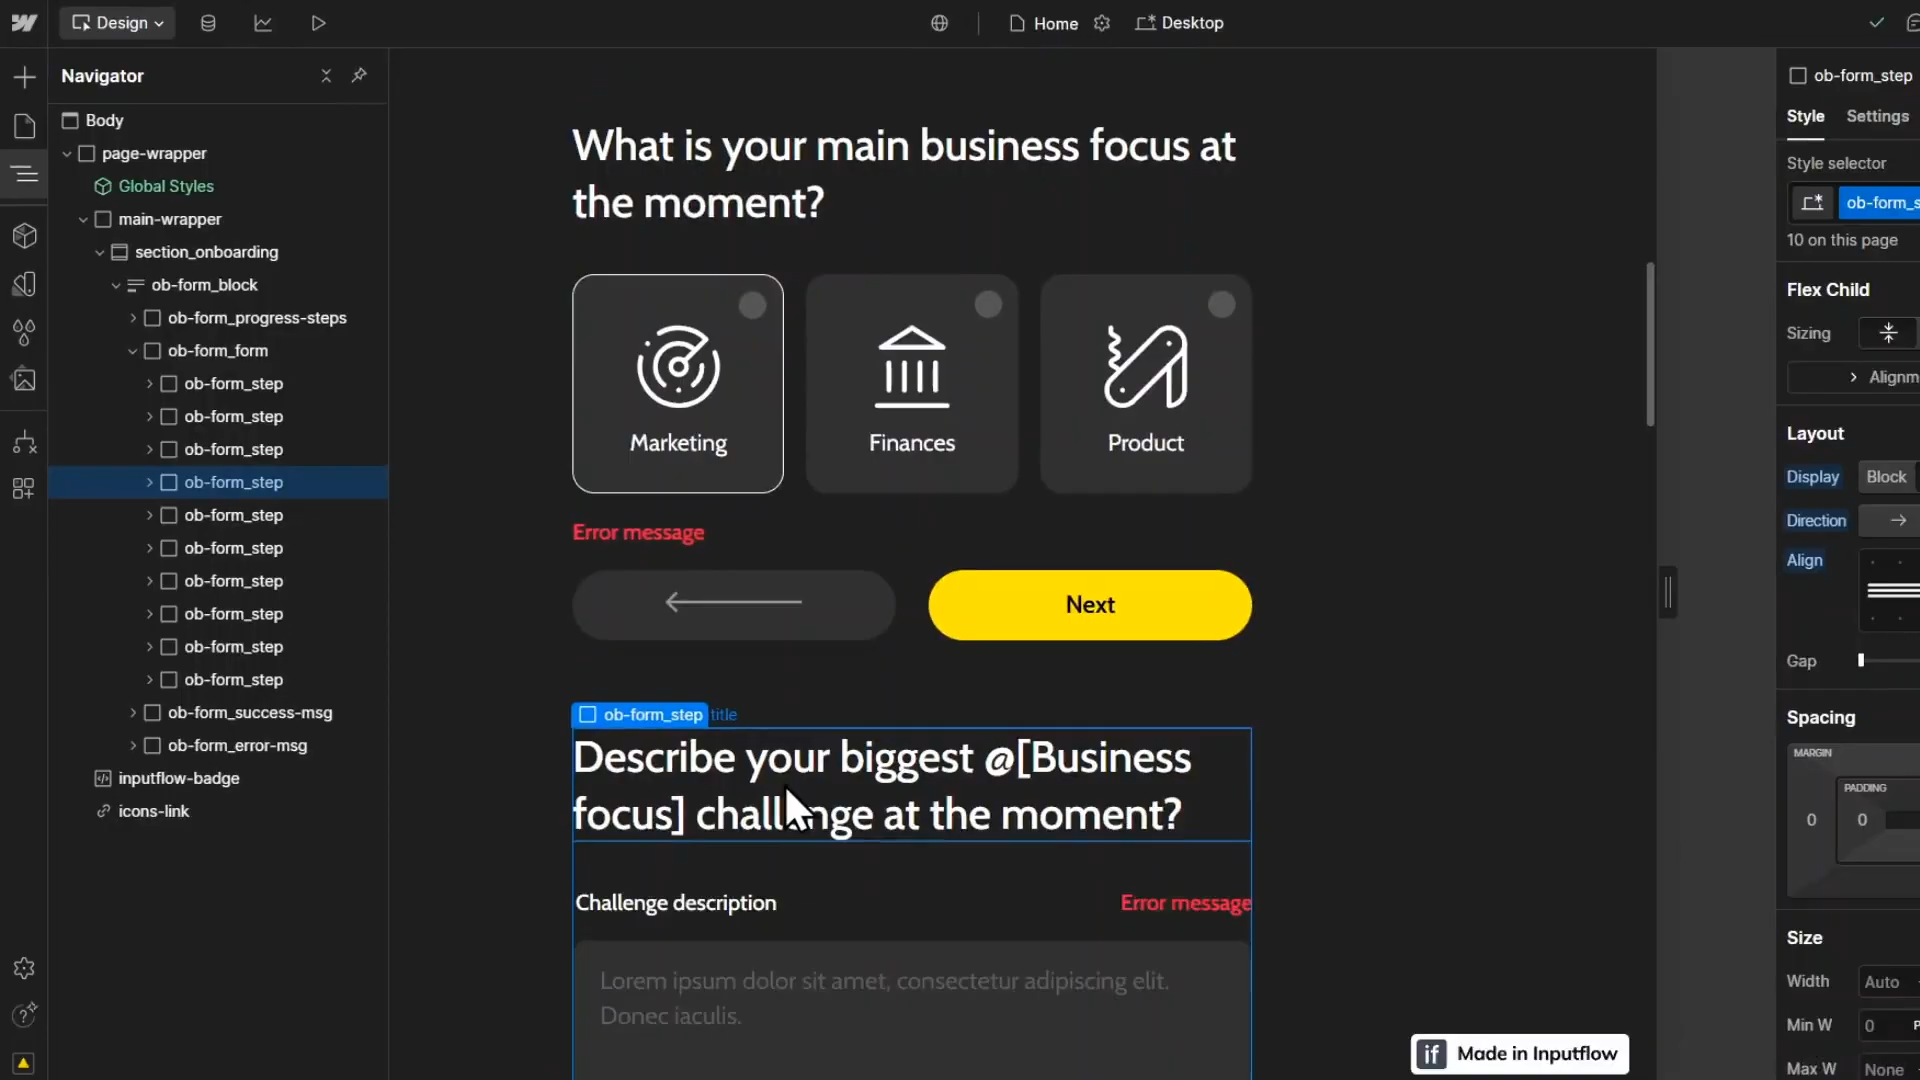 Design
Home
Desktop
Navigator
Body
page-wrapper
Global Styles
main-wrapper
section_onboarding
ob-form_block
ob-form_progress-steps
ob-form_form
ob-form_step
ob-form_step
ob-form_step
ob-form_step
ob-form_step
ob-form_step
ob-form_step
ob-form_step
ob-form_step
ob-form_step
ob-form_success-msg
ob-form_error-msg
inputflow-badge
icons-link
What is your main business focus at
the moment?
Marketing
Finances
Product
Error message
Next
ob-form_step title
Describe your biggest @[Business
focus] challenge at the moment?
Challenge description
Error message
Lorem ipsum dolor sit amet, consectetur adipiscing elit.
Donec iaculis.
if Made in Inputflow
ob-form_step
Style Settings
Style selector
ob-form_s
10 on this page
Flex Child
Sizing
Alignm
Layout
Display Block
Direction
Align
Gap
Spacing
MARGIN
PADDING
0 0
Size
Width Auto
Min W 0 P
Max W None